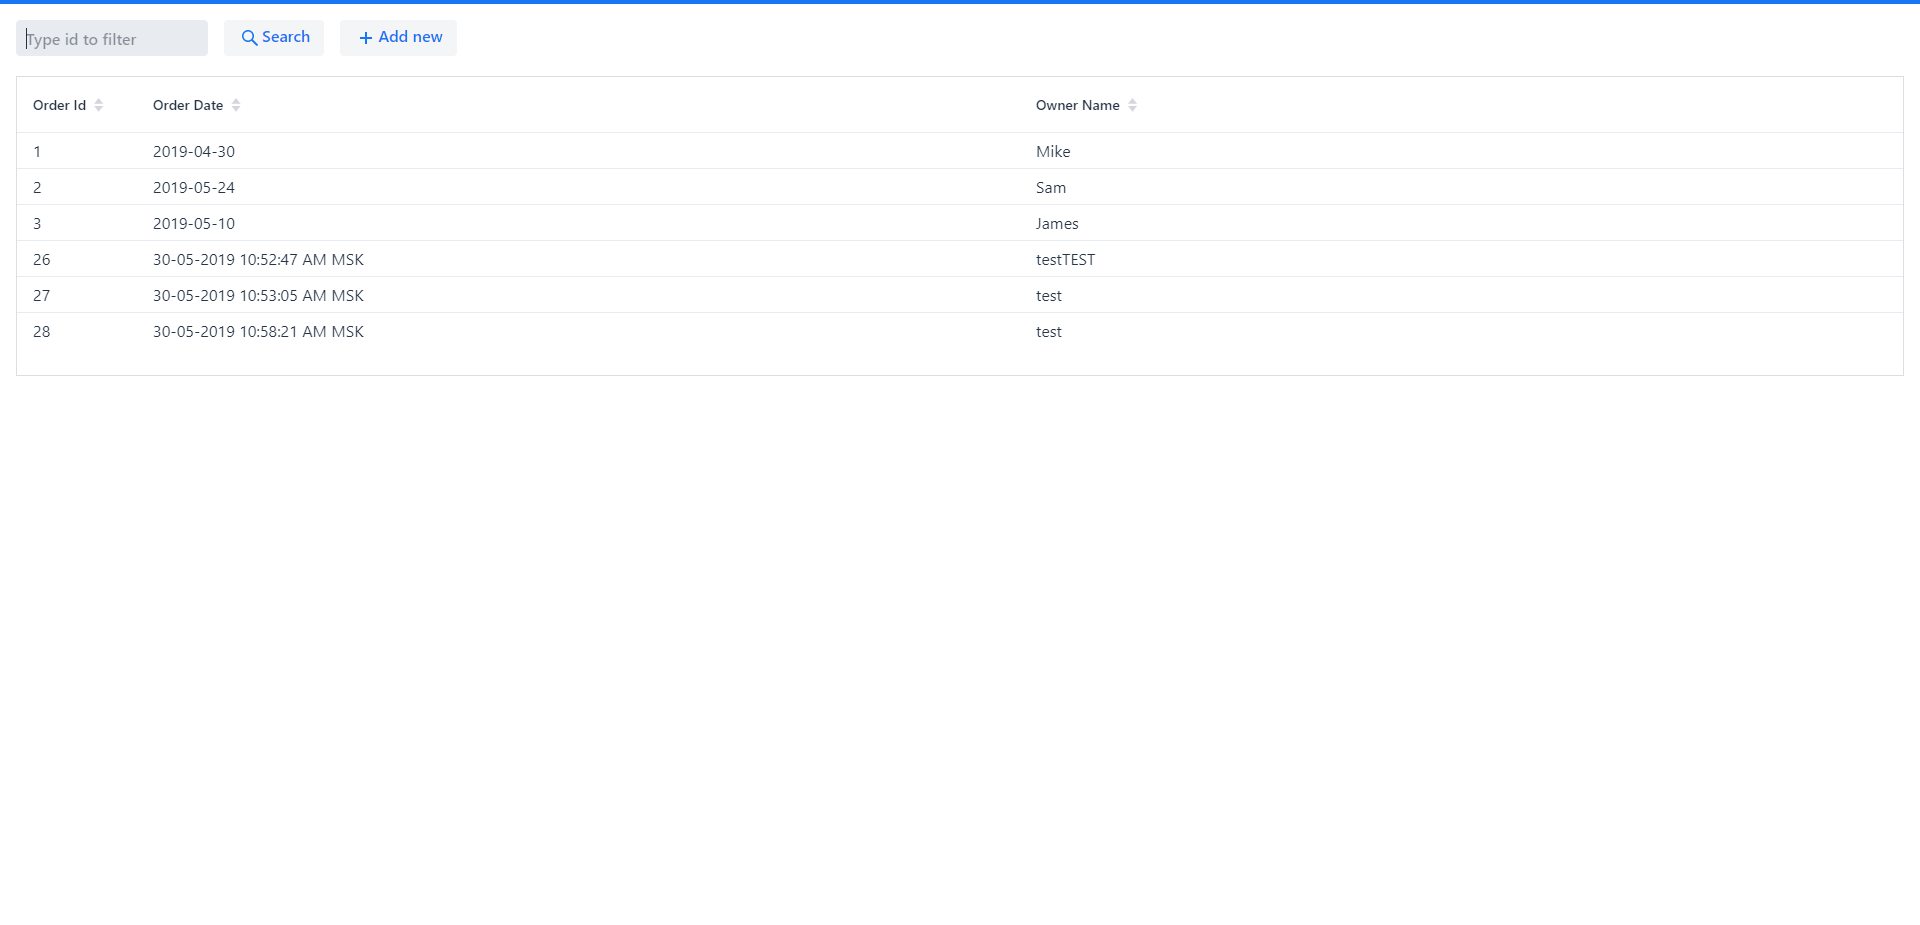 Type id to filter Search Add new
Order Id Order Date Owner Name
1 2019-04-30 Mike
2 2019-05-24 Sam
3 2019-05-10 James
26 30-05-2019 10:52:47 AM MSK testTEST
27 30-05-2019 10:53:05 AM MSK test
28 30-05-2019 10:58:21 AM MSK test